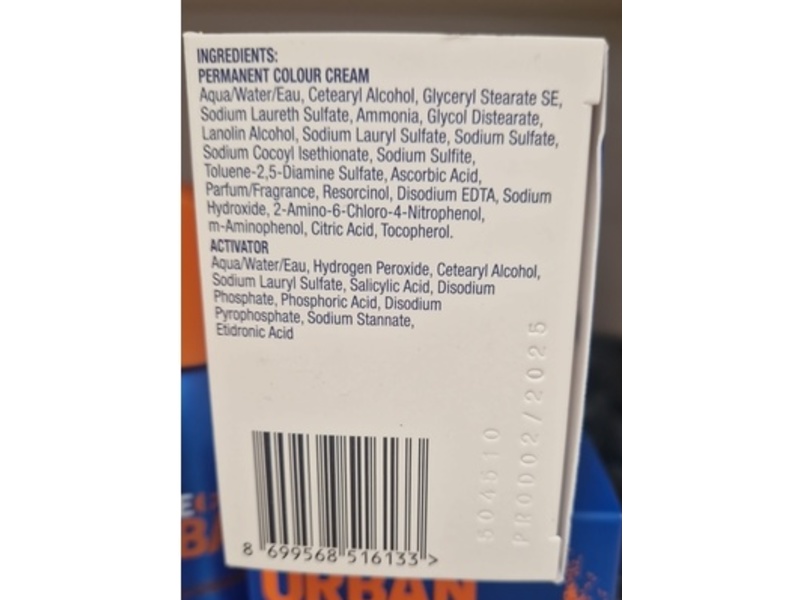 INGREDIENTS:
PERMANENT COLOUR CREAM
Aqua/Water/Eau, Cetearyl Alcohol, Glyceryl Stearate SE,
Sodium Laureth Sulfate, Ammonia, Glycol Distearate,
Lanolin Alcohol, Sodium Lauryl Sulfate, Sodium Sulfate,
Sodium Cocoyl Isethionate, Sodium Sulfite,
Toluene-2,5-Diamine Sulfate, Ascorbic Acid,
Parfum/Fragrance, Resorcinol, Disodium EDTA, Sodium
Hydroxide, 2-Amino-6-Chloro-4-Nitrophenol,
m-Aminophenol, Citric Acid, Tocopherol.
ACTIVATOR
Aqua/Water/Eau, Hydrogen Peroxide, Cetearyl Alcohol,
Sodium Lauryl Sulfate, Salicylic Acid, Disodium
Phosphate, Phosphoric Acid, Disodium
Pyrophosphate, Sodium Stannate,
Etidronic Acid
PROD02/2025
8 699568 516133 >
URBAN